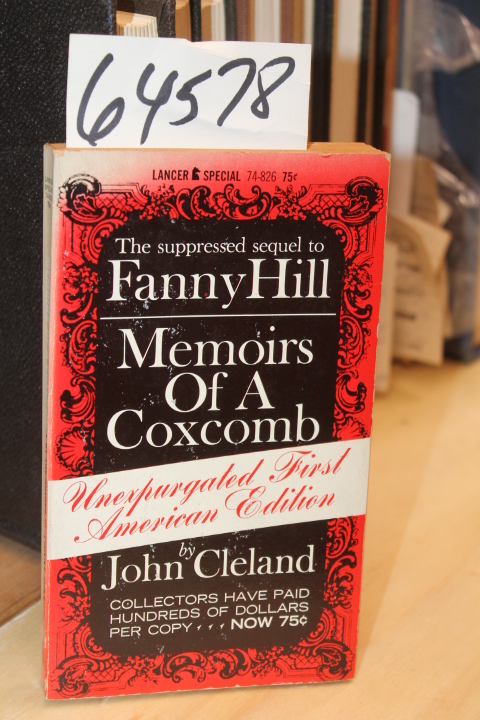 64578
LANCER SPECIAL 74-826 75¢
The suppressed sequel to
Fanny Hill
Memoirs
Of A
Coxcomb
Unexpurgated First
American Edition
by
John Cleland
COLLECTORS HAVE PAID
HUNDREDS OF DOLLARS
PER COPY , , , NOW 75¢